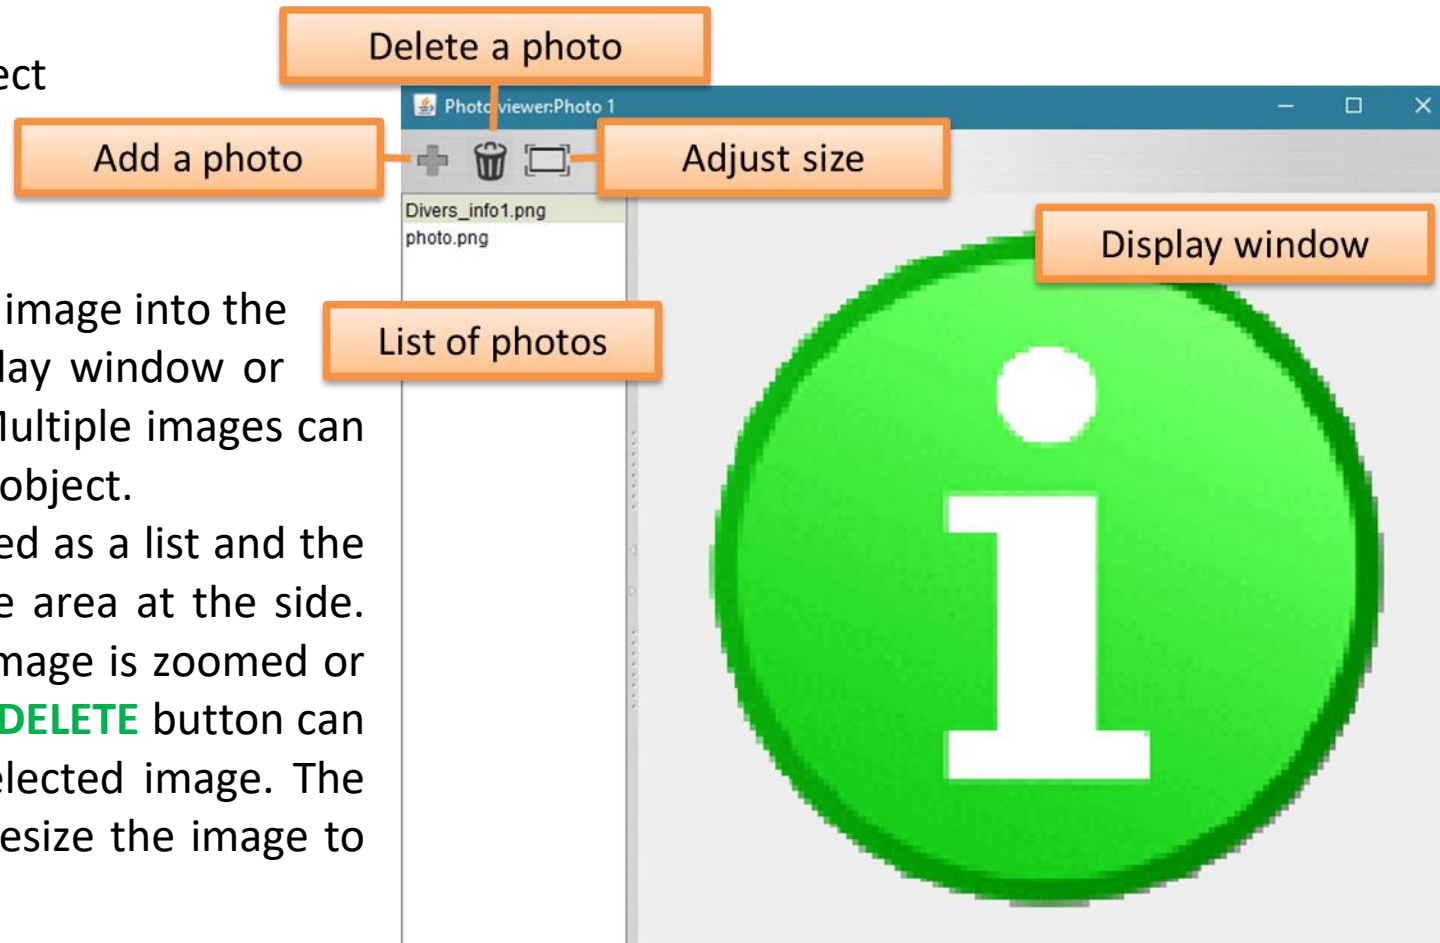 Delete a photo
ect
Photo viewer:Photo 1
Add a photo
Adjust size
Divers_info1.png
photo.png
Display window
List of photos
image into the
lay window or
Multiple images can
object.
ed as a list and the
e area at the side.
mage is zoomed or
DELETE button can
elected image. The
esize the image to